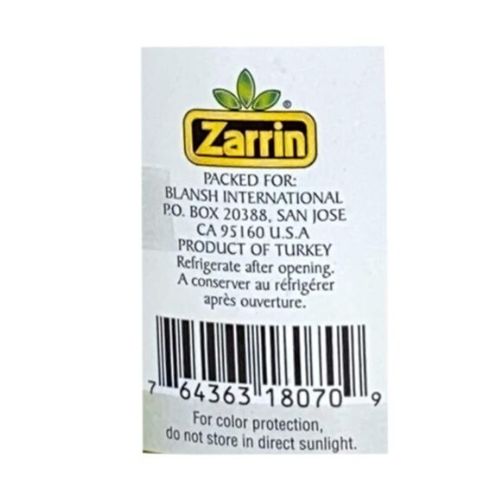 Zarrin®
PACKED FOR:
BLANSH INTERNATIONAL
P.O. BOX 20388, SAN JOSE
CA 95160 U.S.A
PRODUCT OF TURKEY
Refrigerate after opening.
A conserver au réfrigérer
après ouverture.
7 64363 18070 9
For color protection,
do not store in direct sunlight.